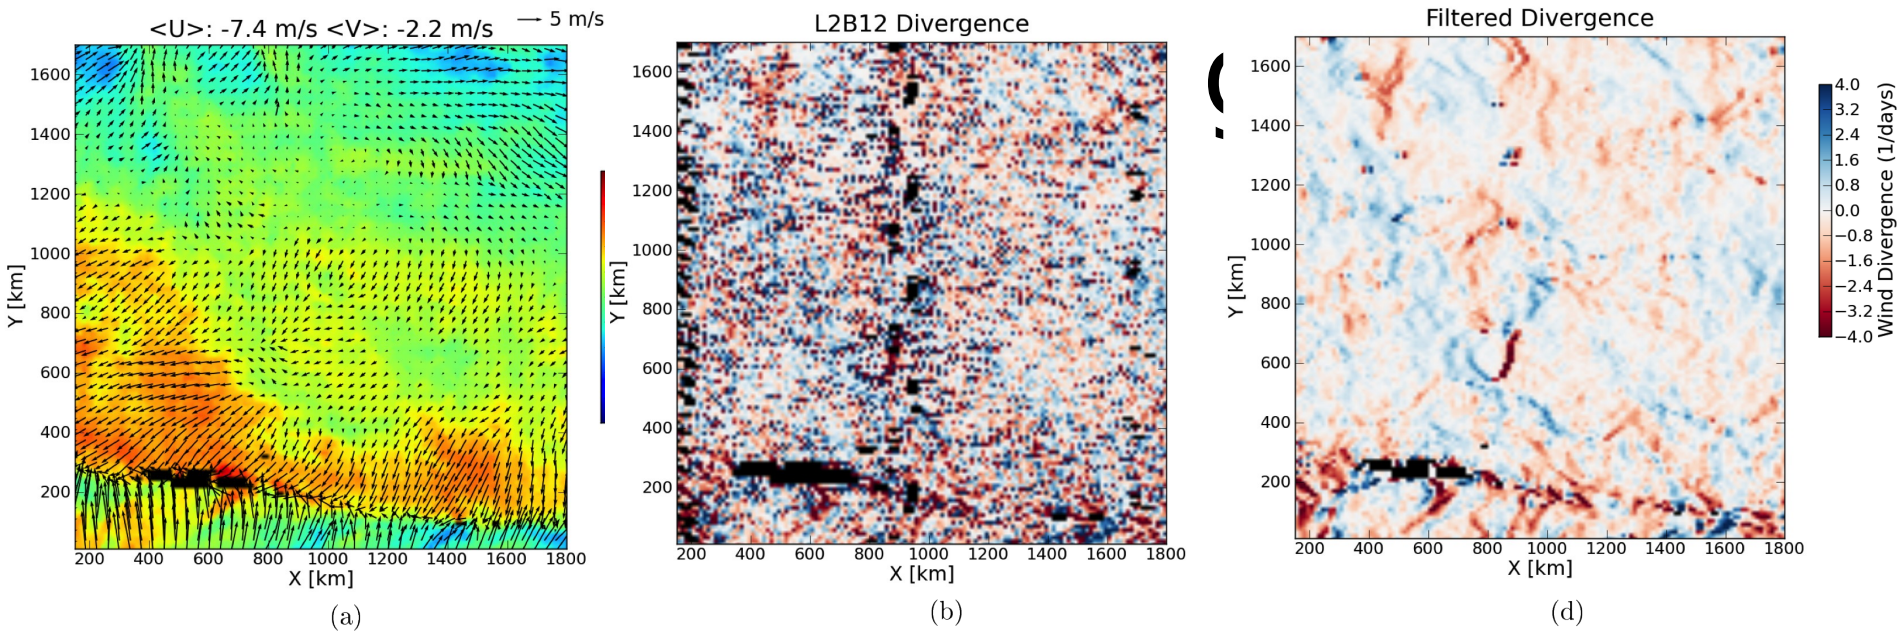 <U>: -7.4 m/s <V>: -2.2 m/s
5 m/s
1600
1400
1200
1000
800
600
400
200
Y [km]
200 400 600 800 1000 1200 1400 1600 1800
X [km]
(a)
L2B12 Divergence
1600
1400
1200
1000
800
600
400
200
Y [km]
200 400 600 800 1000 1200 1400 1600 1800
X [km]
(b)
Filtered Divergence
1600
1400
1200
1000
800
600
400
200
Y [km]
200 400 600 800 1000 1200 1400 1600 1800
X [km]
(d)
4.0
3.2
2.4
1.6
0.8
0.0
−0.8
−1.6
−2.4
−3.2
−4.0
Wind Divergence (1/days)